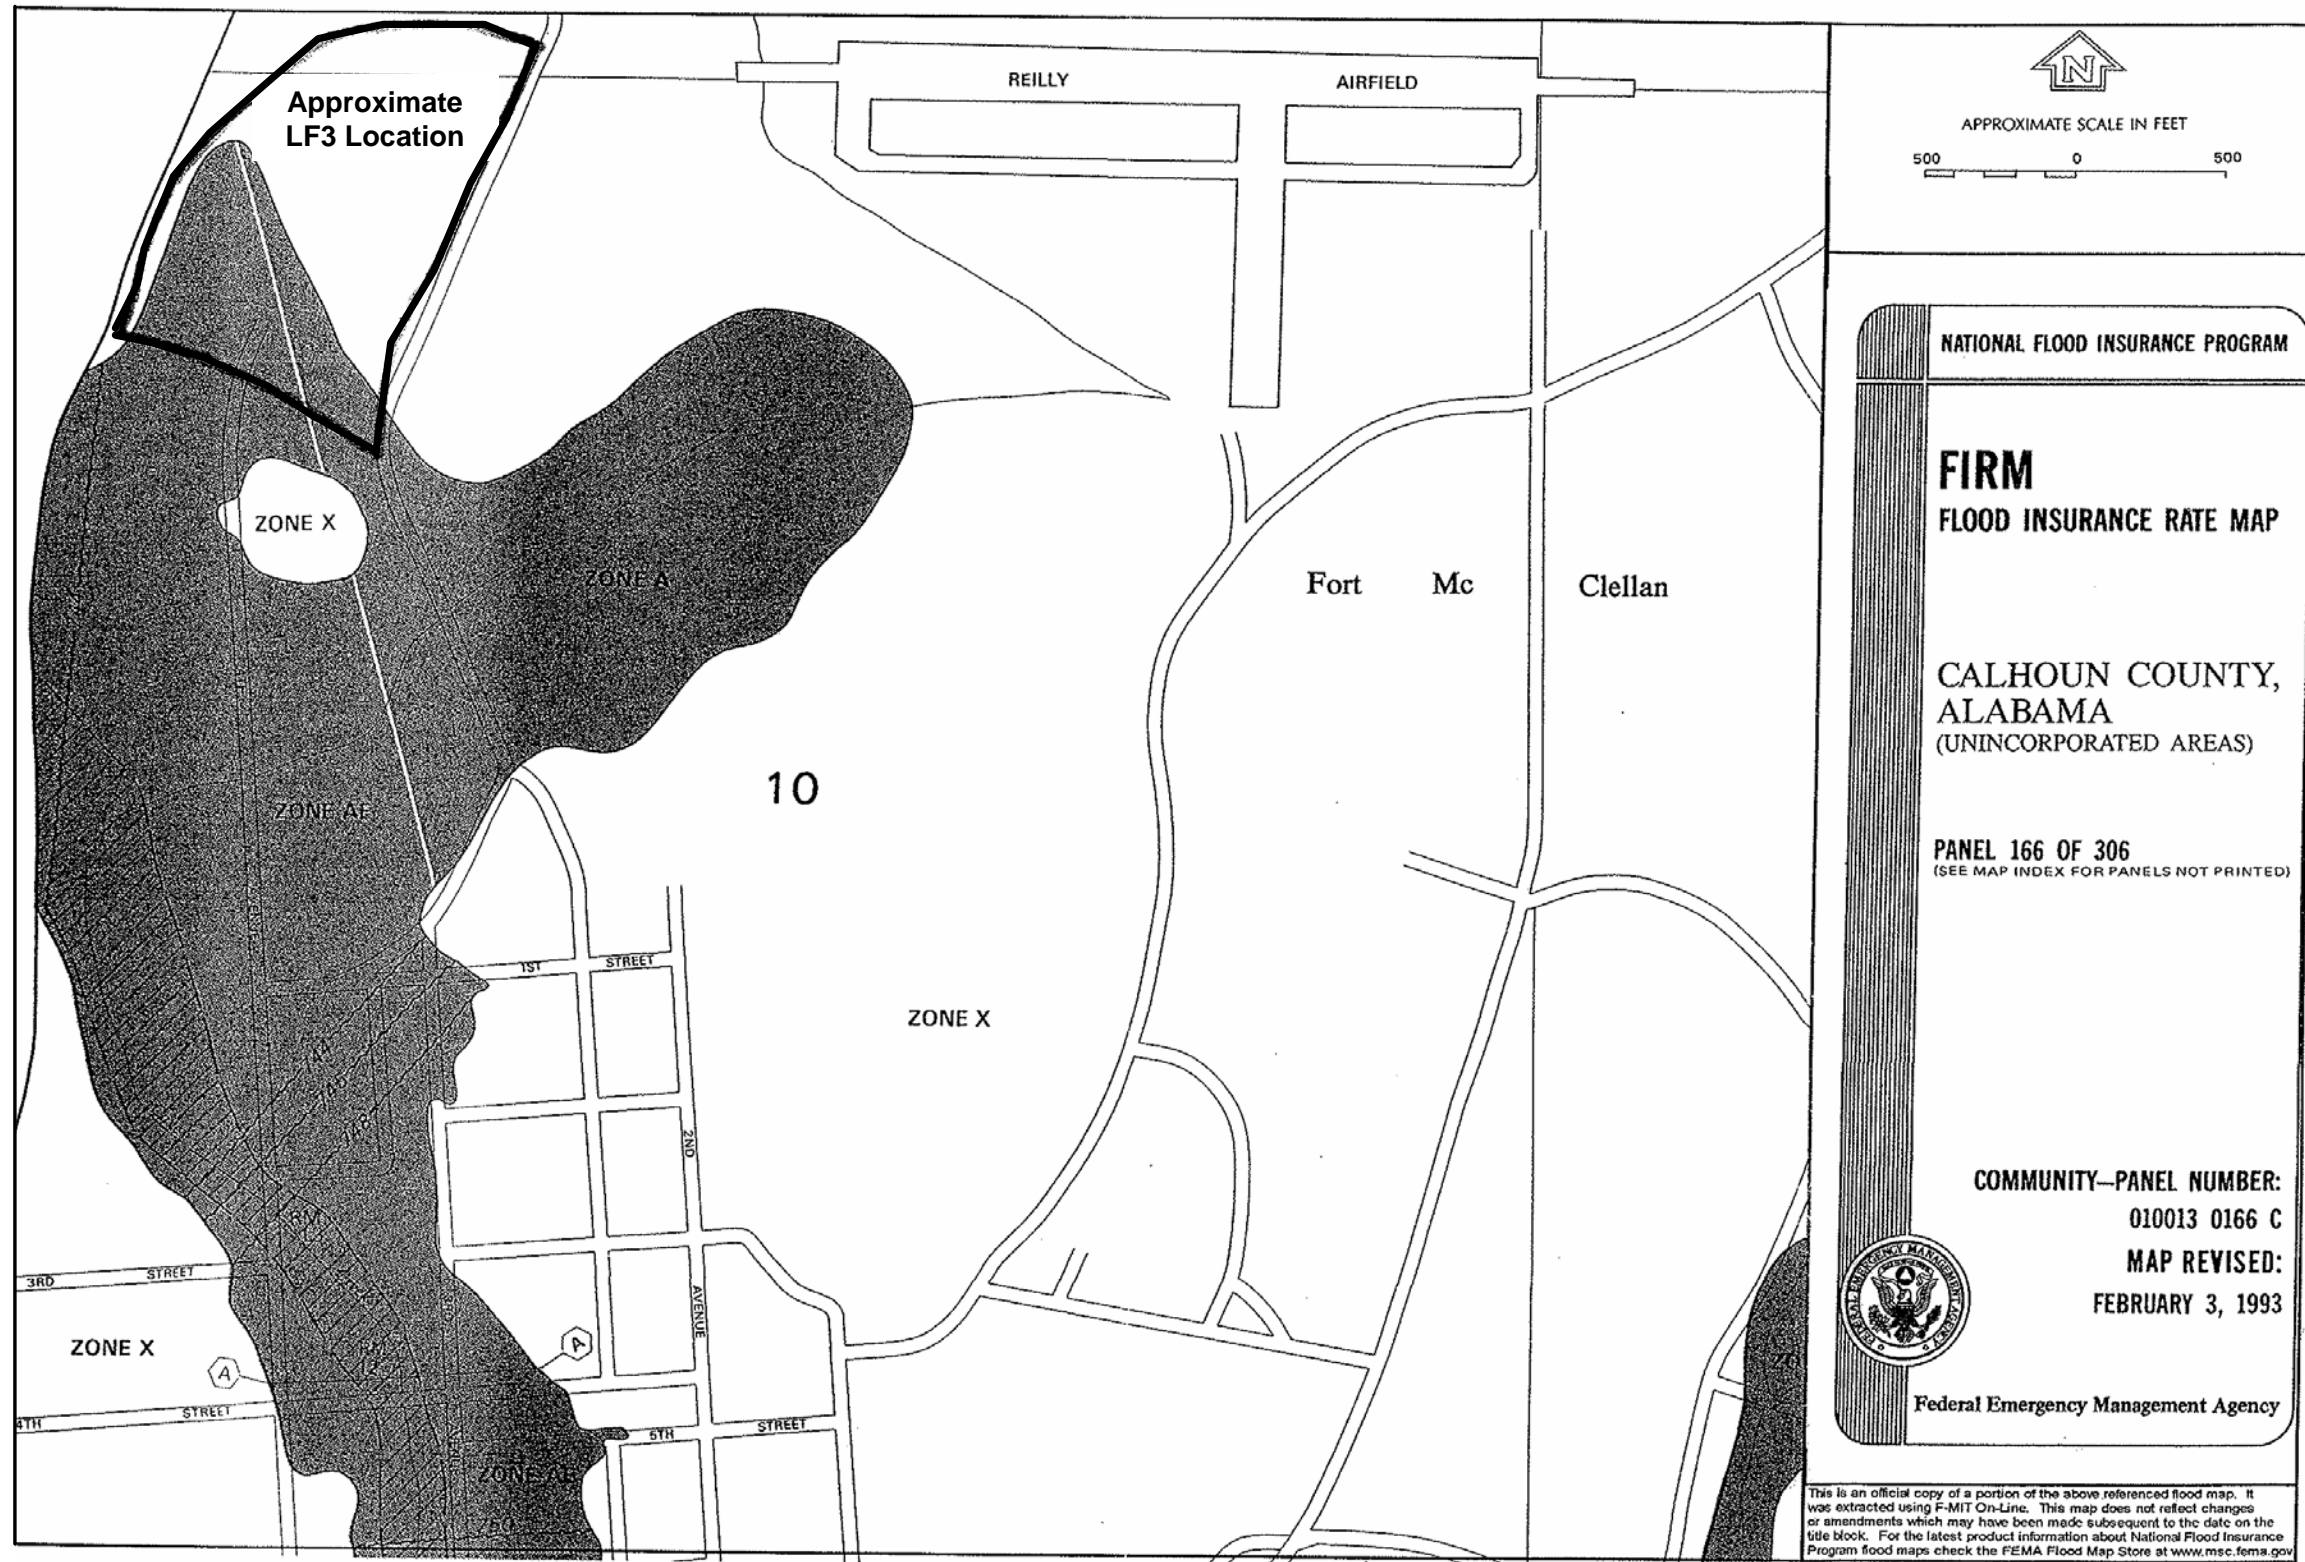 Approximate
LF3 Location
REILLY
AIRFIELD
ZONE X
ZONE A
Fort Mc Clellan
10
ZONE AE
1ST STREET
ZONE X
2ND
AVENUE
3RD STREET
ZONE X
A
A
4TH STREET
5TH STREET
ZONE AE
N
APPROXIMATE SCALE IN FEET
500 0 500
NATIONAL FLOOD INSURANCE PROGRAM
FIRM
FLOOD INSURANCE RATE MAP
CALHOUN COUNTY,
ALABAMA
(UNINCORPORATED AREAS)
PANEL 166 OF 306
(SEE MAP INDEX FOR PANELS NOT PRINTED)
COMMUNITY–PANEL NUMBER:
010013 0166 C
MAP REVISED:
FEBRUARY 3, 1993
FEDERAL EMERGENCY MANAGEMENT AGENCY
Federal Emergency Management Agency
This is an official copy of a portion of the above referenced flood map. It
was extracted using F-MIT On-Line. This map does not reflect changes
or amendments which may have been made subsequent to the date on the
title block. For the latest product information about National Flood Insurance
Program flood maps check the FEMA Flood Map Store at www.msc.fema.gov